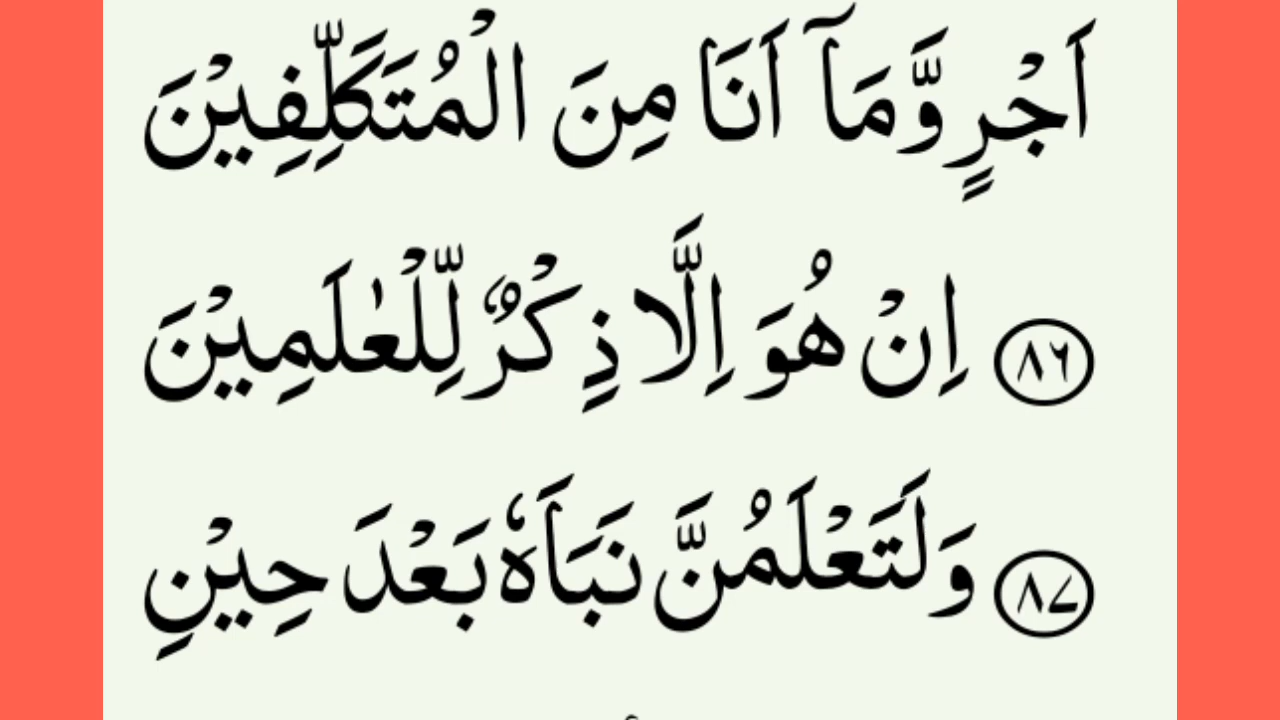 اَجْرٍ وَّمَآ اَنَا مِنَ الْمُتَكَلِّفِيْنَ
﴿٨٦﴾ اِنْ هُوَ اِلَّا ذِكْرٌ لِّلْعٰلَمِيْنَ
﴿٨٧﴾ وَلَتَعْلَمُنَّ نَبَاَهٗ بَعْدَ حِيْنٍ